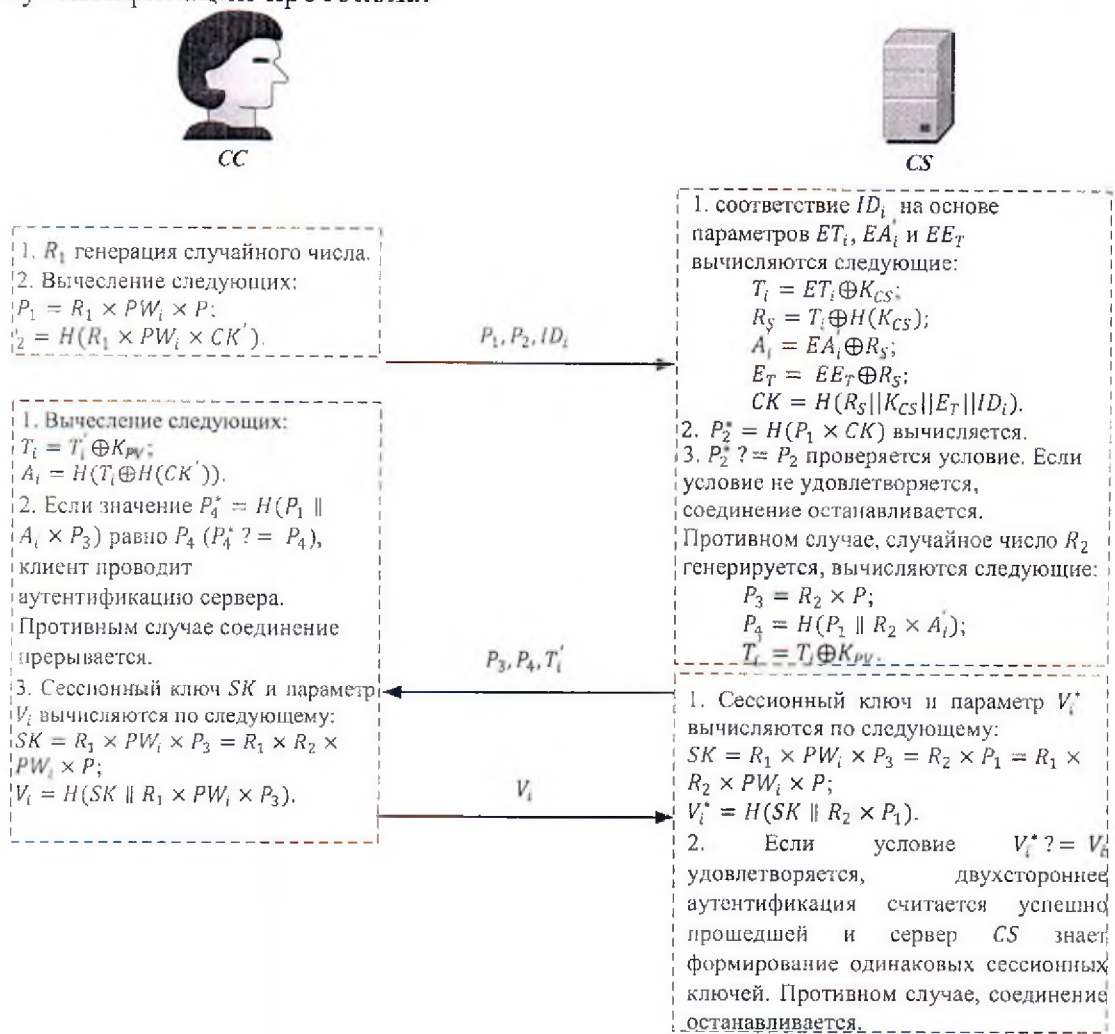 протокола.
CC
CS
1. R₁ генерация случайного числа.
2. Вычесление следующих:
P₁ = R₁ × PWᵢ × P;
₂ = H(R₁ × PWᵢ × CK′).
P₁, P₂, IDᵢ
1. соответствие IDᵢ на основе
параметров ETᵢ, EA′ᵢ и EE_T
вычисляются следующие:
Tᵢ = ETᵢ⊕K_CS;
R_S = Tᵢ⊕H(K_CS);
A′ᵢ = EA′ᵢ⊕R_S;
E_T = EE_T⊕R_S;
CK = H(R_S||K_CS||E_T||IDᵢ).
2. P₂* = H(P₁ × CK) вычисляется.
3. P₂* ?= P₂ проверяется условие. Если
условие не удовлетворяется,
соединение останавливается.
Противном случае, случайное число R₂
генерируется, вычисляются следующие:
P₃ = R₂ × P;
P₄ = H(P₁ ∥ R₂ × A′ᵢ);
T′ᵢ = Tᵢ⊕K_PV.
1. Вычесление следующих:
Tᵢ = T′ᵢ⊕K_PV;
Aᵢ = H(Tᵢ⊕H(CK′)).
2. Если значение P₄* = H(P₁ ∥
Aᵢ × P₃) равно P₄ (P₄* ?= P₄),
клиент проводит
аутентификацию сервера.
Противным случае соединение
прерывается.
3. Сессионный ключ SK и параметр
Vᵢ вычисляются по следующему:
SK = R₁ × PWᵢ × P₃ = R₁ × R₂ ×
PWᵢ × P;
Vᵢ = H(SK ∥ R₁ × PWᵢ × P₃).
P₃, P₄, T′ᵢ
Vᵢ
1. Сессионный ключ и параметр Vᵢ*
вычисляются по следующему:
SK = R₁ × PWᵢ × P₃ = R₂ × P₁ = R₁ ×
R₂ × PWᵢ × P;
Vᵢ* = H(SK ∥ R₂ × P₁).
2. Если условие Vᵢ* ?= Vᵢ
удовлетворяется, двухстороннее
аутентификация считается успешно
прошедшей и сервер CS знает
формирование одинаковых сессионных
ключей. Противном случае, соединение
останавливается.